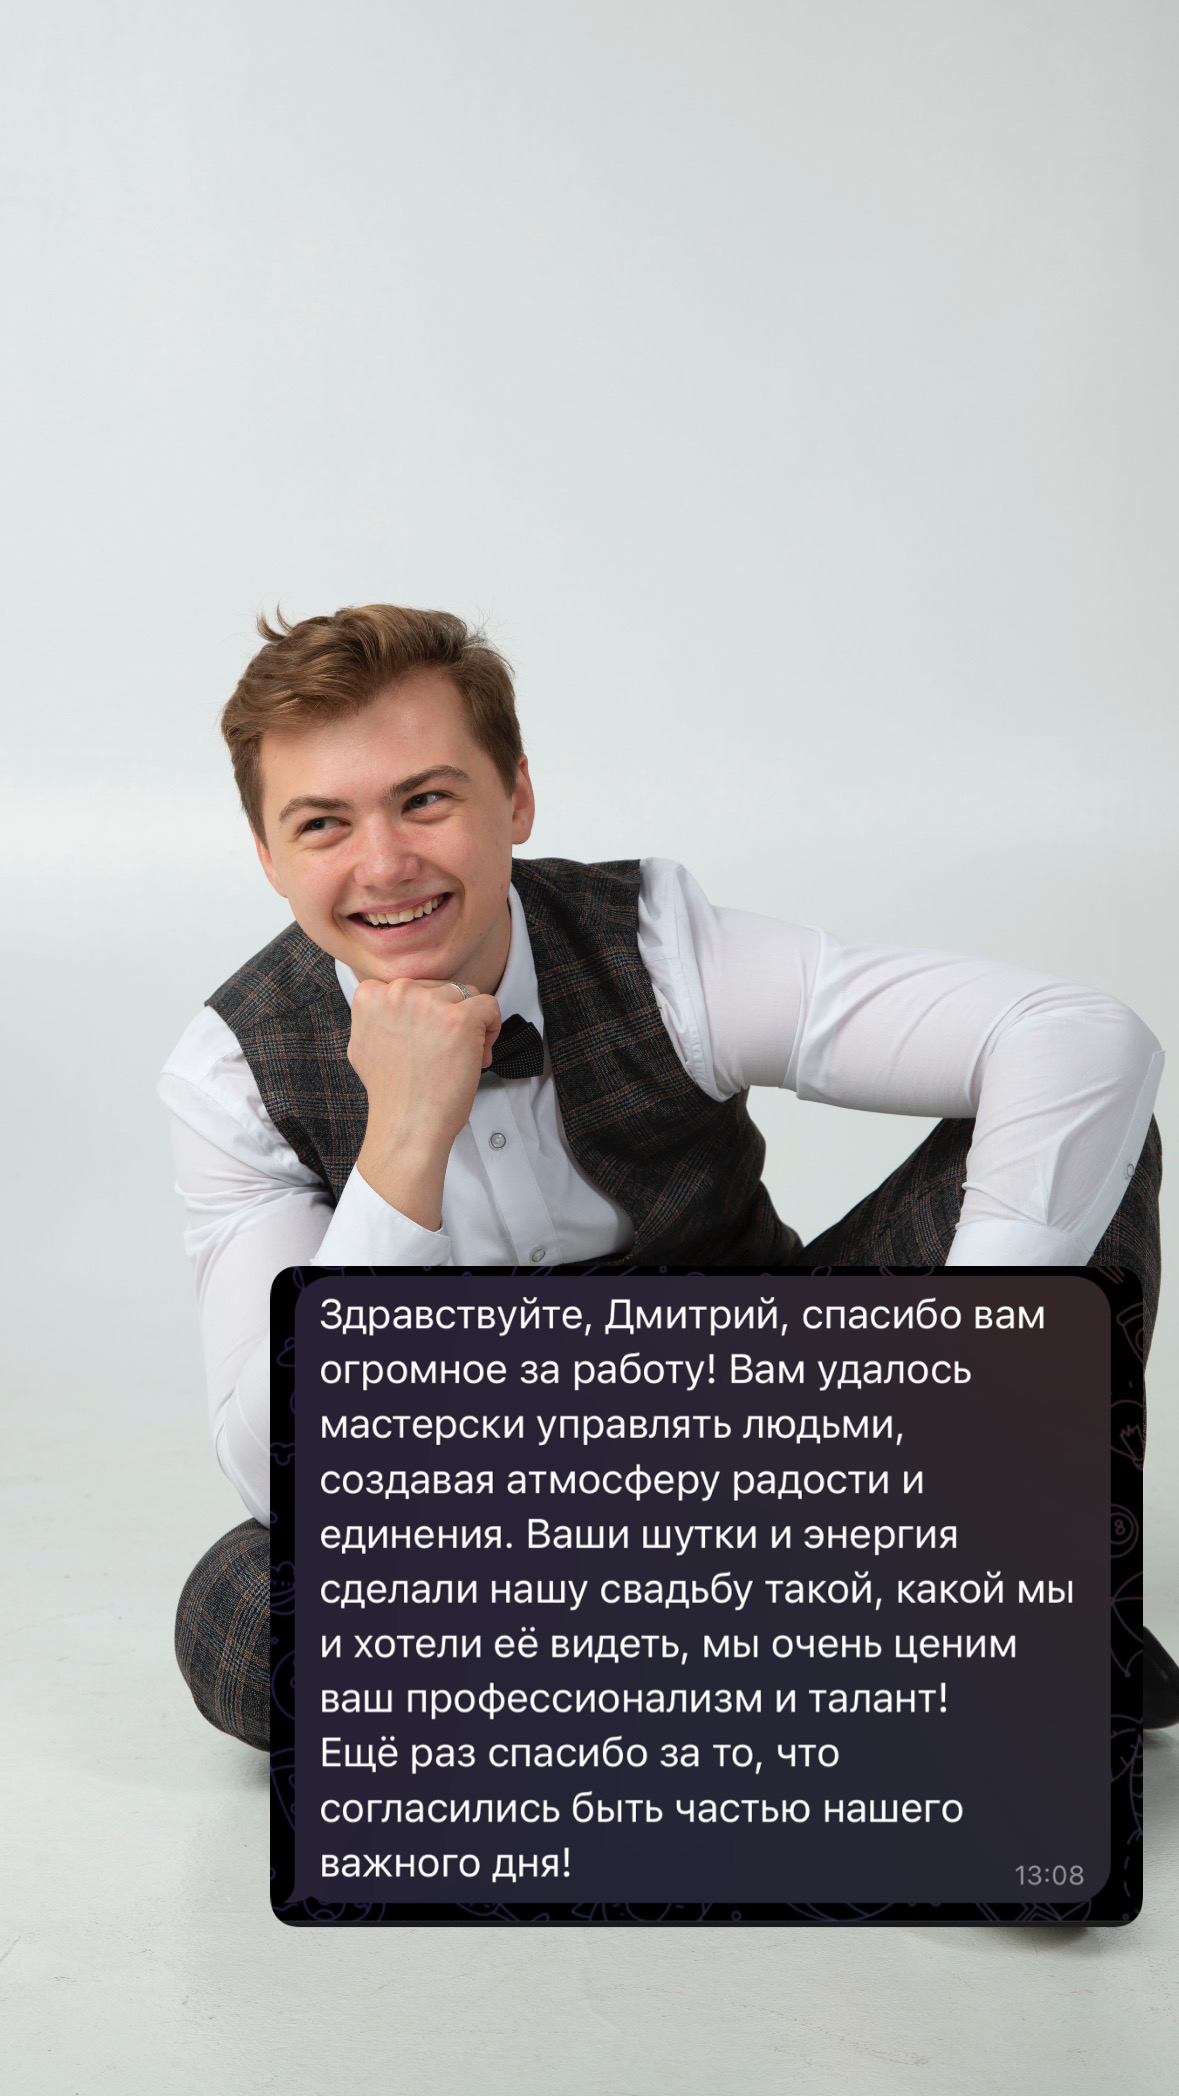 Здравствуйте, Дмитрий, спасибо вам
огромное за работу! Вам удалось
мастерски управлять людьми,
создавая атмосферу радости и
единения. Ваши шутки и энергия
сделали нашу свадьбу такой, какой мы
и хотели её видеть, мы очень ценим
ваш профессионализм и талант!
Ещё раз спасибо за то, что
согласились быть частью нашего
важного дня!
13:08